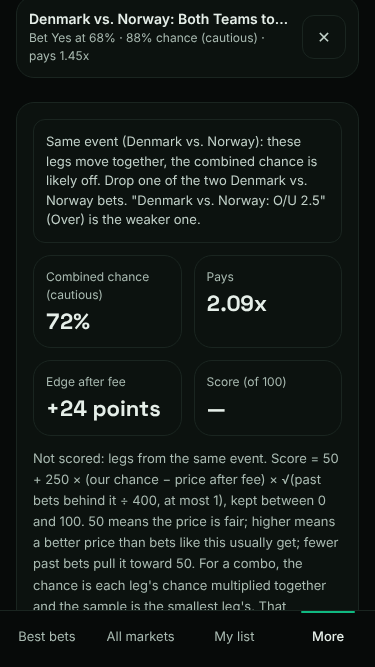 Denmark vs. Norway: Both Teams to...
Bet Yes at 68% · 88% chance (cautious) ·
pays 1.45x
✕
Same event (Denmark vs. Norway): these
legs move together, the combined chance is
likely off. Drop one of the two Denmark vs.
Norway bets. "Denmark vs. Norway: O/U 2.5"
(Over) is the weaker one.
Combined chance
(cautious)
72%
Pays
2.09x
Edge after fee
+24 points
Score (of 100)
—
Not scored: legs from the same event. Score = 50
+ 250 × (our chance − price after fee) × √(past
bets behind it ÷ 400, at most 1), kept between 0
and 100. 50 means the price is fair; higher means
a better price than bets like this usually get; fewer
past bets pull it toward 50. For a combo, the
chance is each leg's chance multiplied together
and the sample is the smallest leg's. That
Best bets
All markets
My list
More